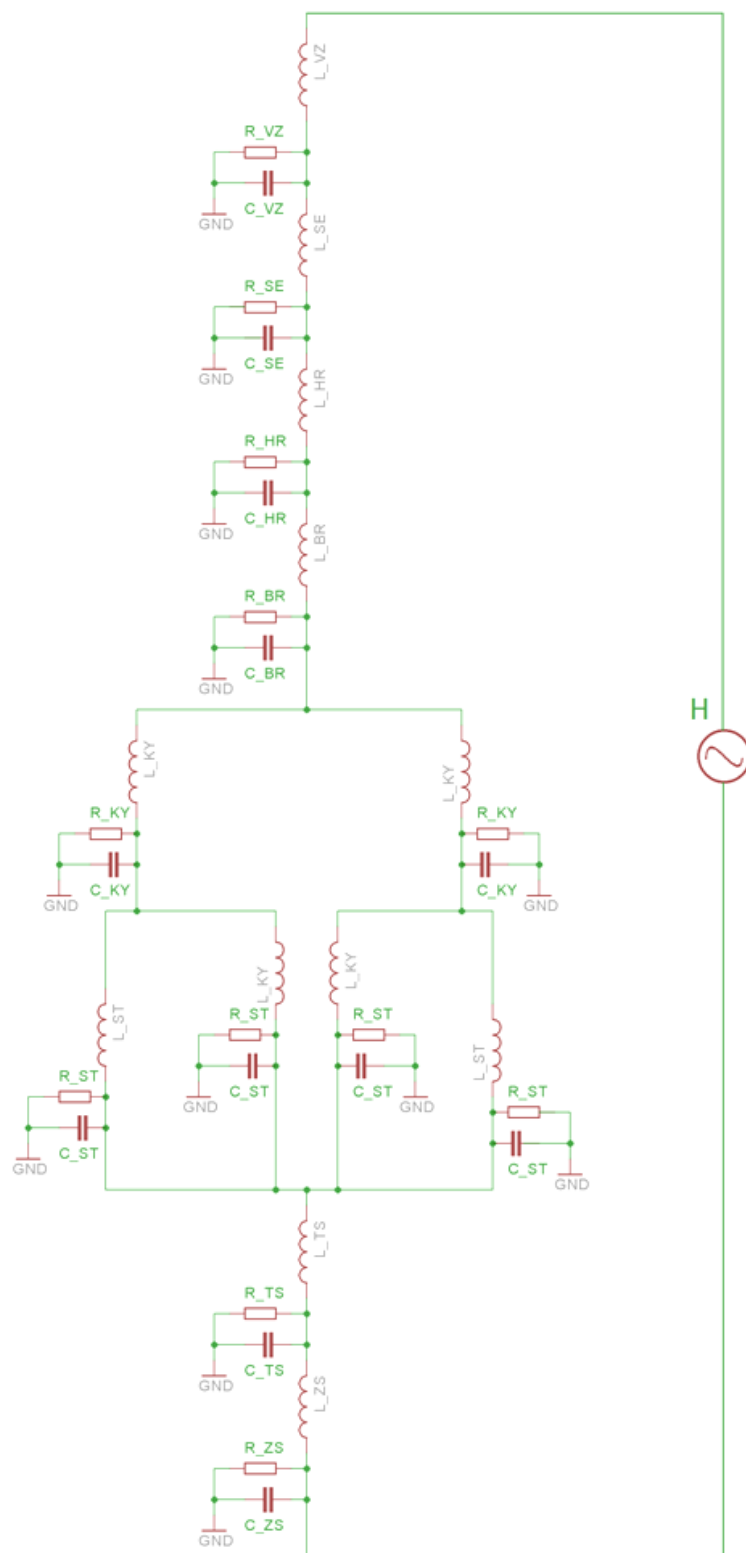 L_VZ
R_VZ
C_VZ
GND
L_SE
R_SE
C_SE
GND
L_HR
R_HR
C_HR
GND
L_BR
R_BR
C_BR
GND
H
L_KY
L_KY
R_KY
R_KY
C_KY
C_KY
GND
GND
L_KY
L_KY
L_ST
R_ST
R_ST
L_ST
C_ST
C_ST
GND
GND
R_ST
R_ST
C_ST
C_ST
GND
GND
L_TS
R_TS
C_TS
GND
L_ZS
R_ZS
C_ZS
GND